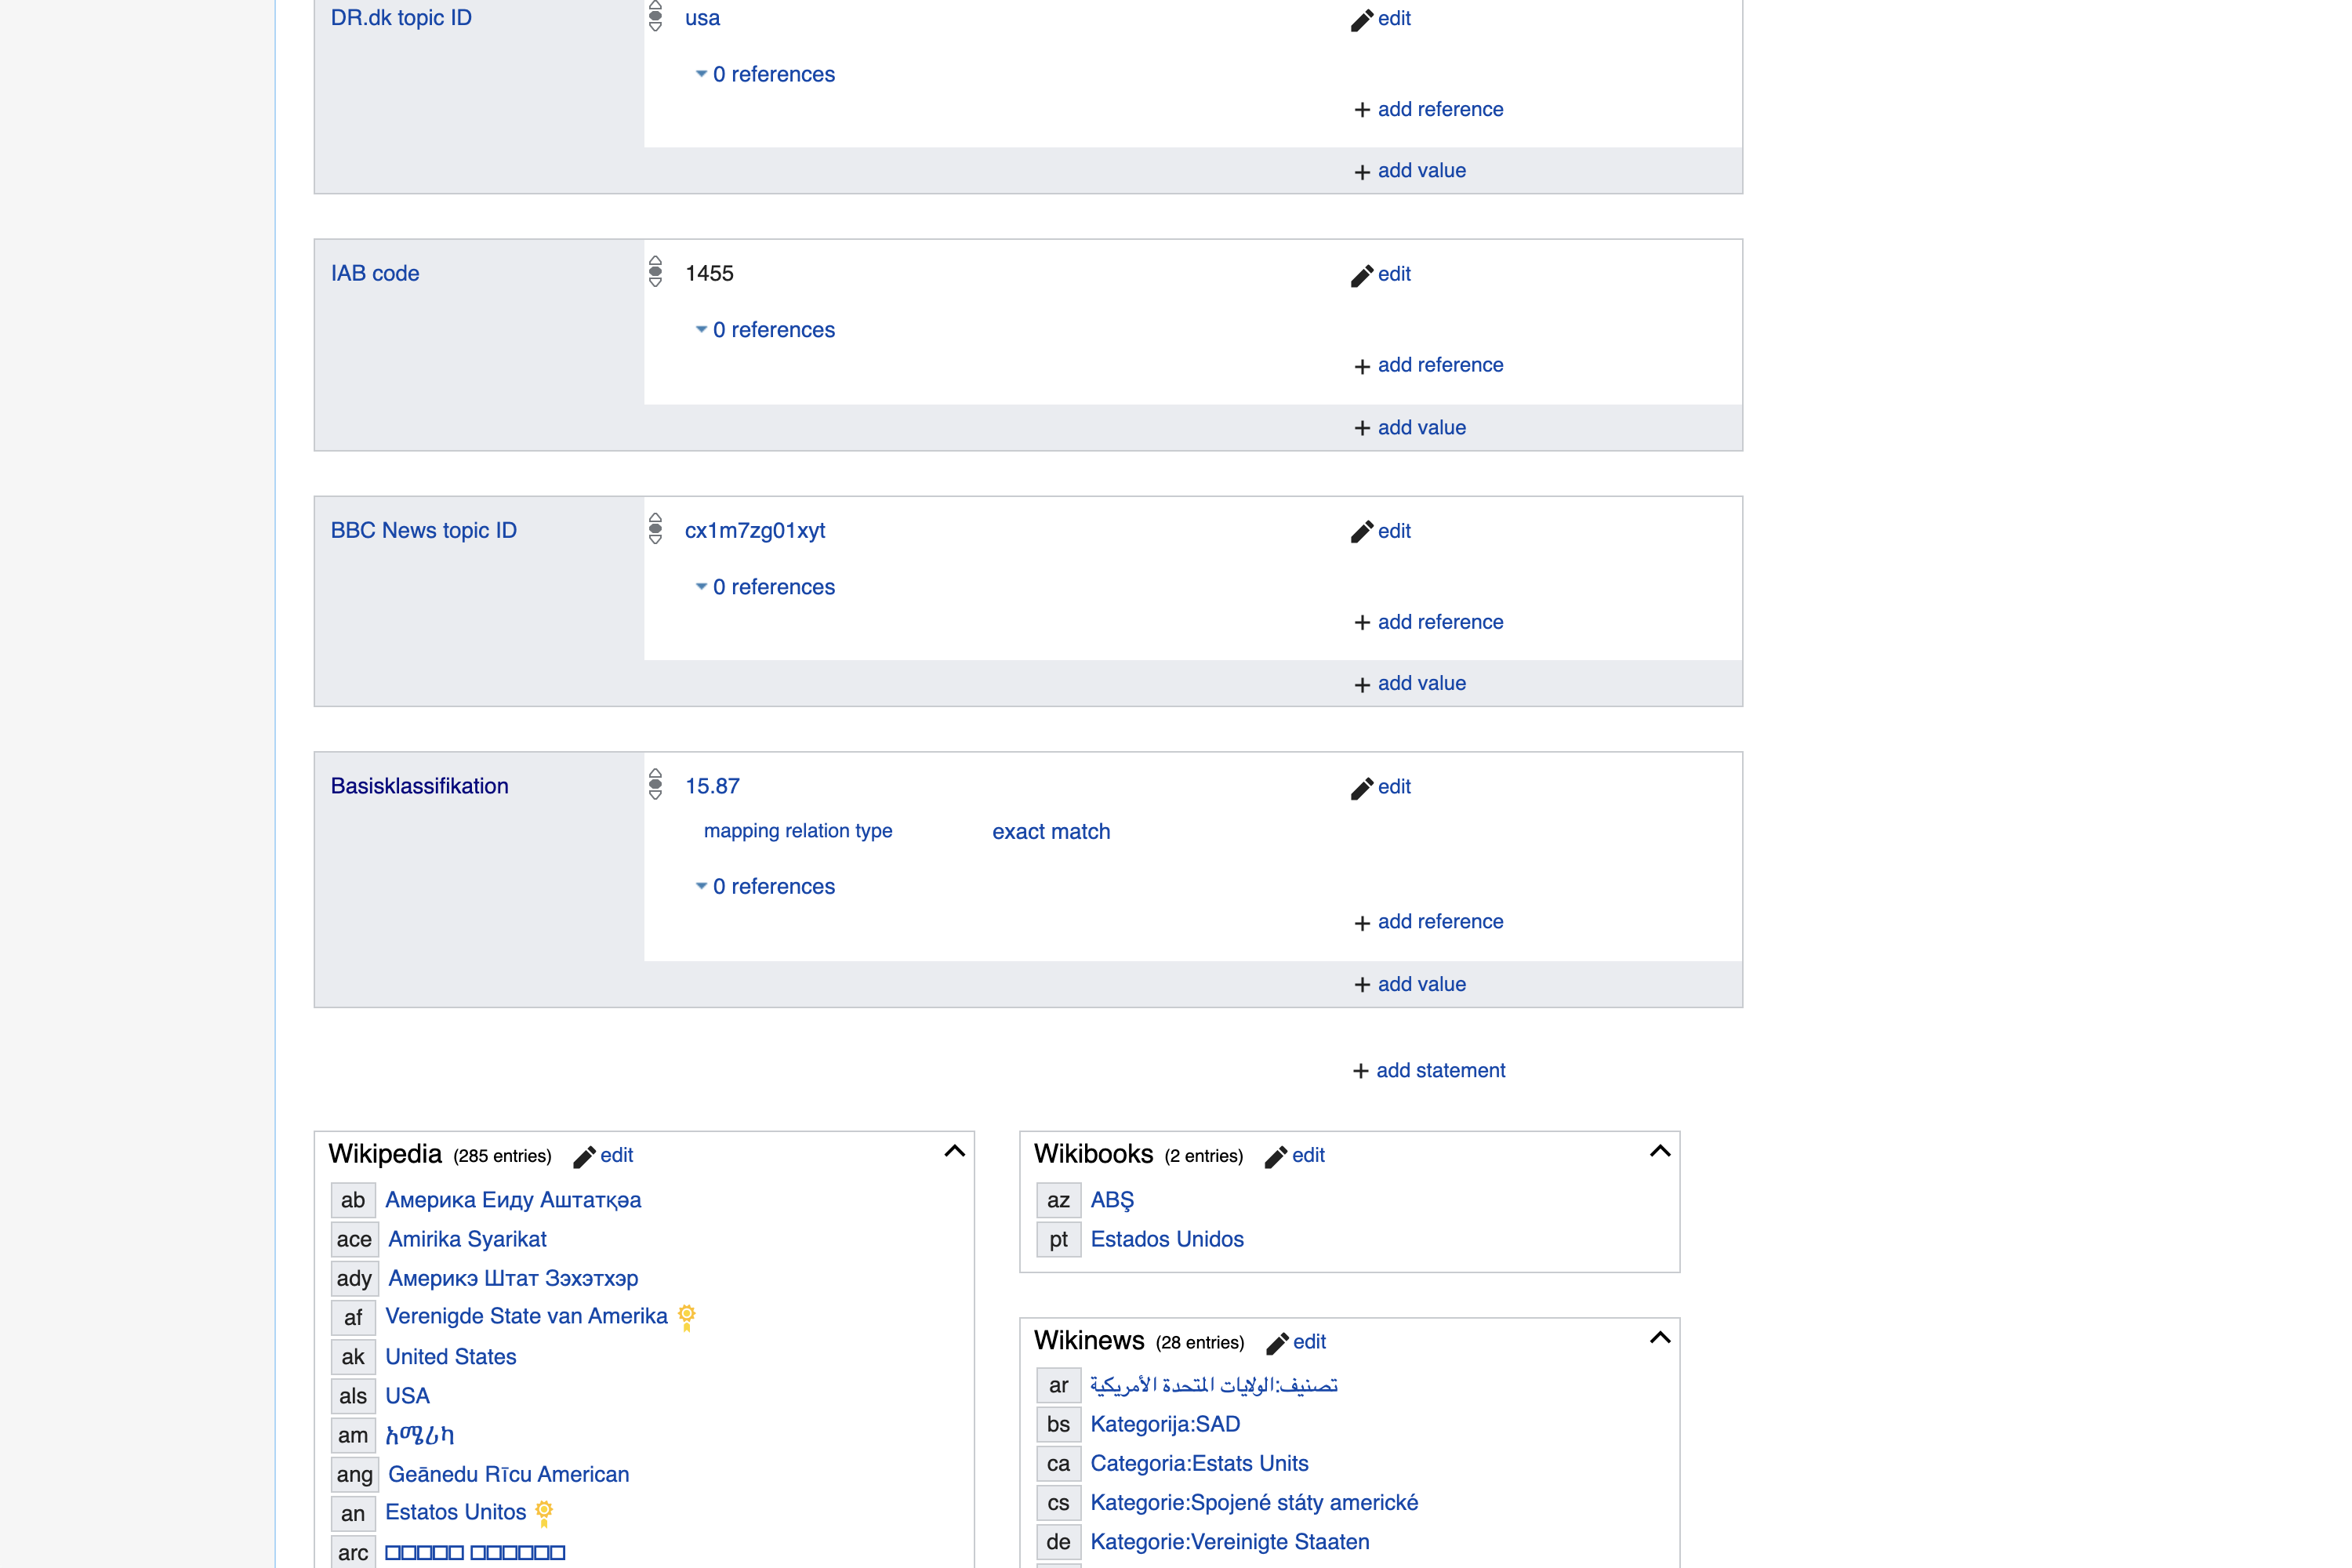 DR.dk topic ID
usa
edit
0 references
+ add reference
+ add value
IAB code
1455
edit
0 references
+ add reference
+ add value
BBC News topic ID
cx1m7zg01xyt
edit
0 references
+ add reference
+ add value
Basisklassifikation
15.87
edit
mapping relation type exact match
0 references
+ add reference
+ add value
+ add statement
Wikipedia (285 entries) edit
ab Америка Еиду Аштатқәа
ace Amirika Syarikat
ady Америкэ Штат Зэхэтхэр
af Verenigde State van Amerika
ak United States
als USA
am አሜሪካ
ang Geānedu Rīcu American
an Estatos Unitos
arc
Wikibooks (2 entries) edit
az ABŞ
pt Estados Unidos
Wikinews (28 entries) edit
ar تصنيف:الولايات المتحدة الأمريكية
bs Kategorija:SAD
ca Categoria:Estats Units
cs Kategorie:Spojené státy americké
de Kategorie:Vereinigte Staaten